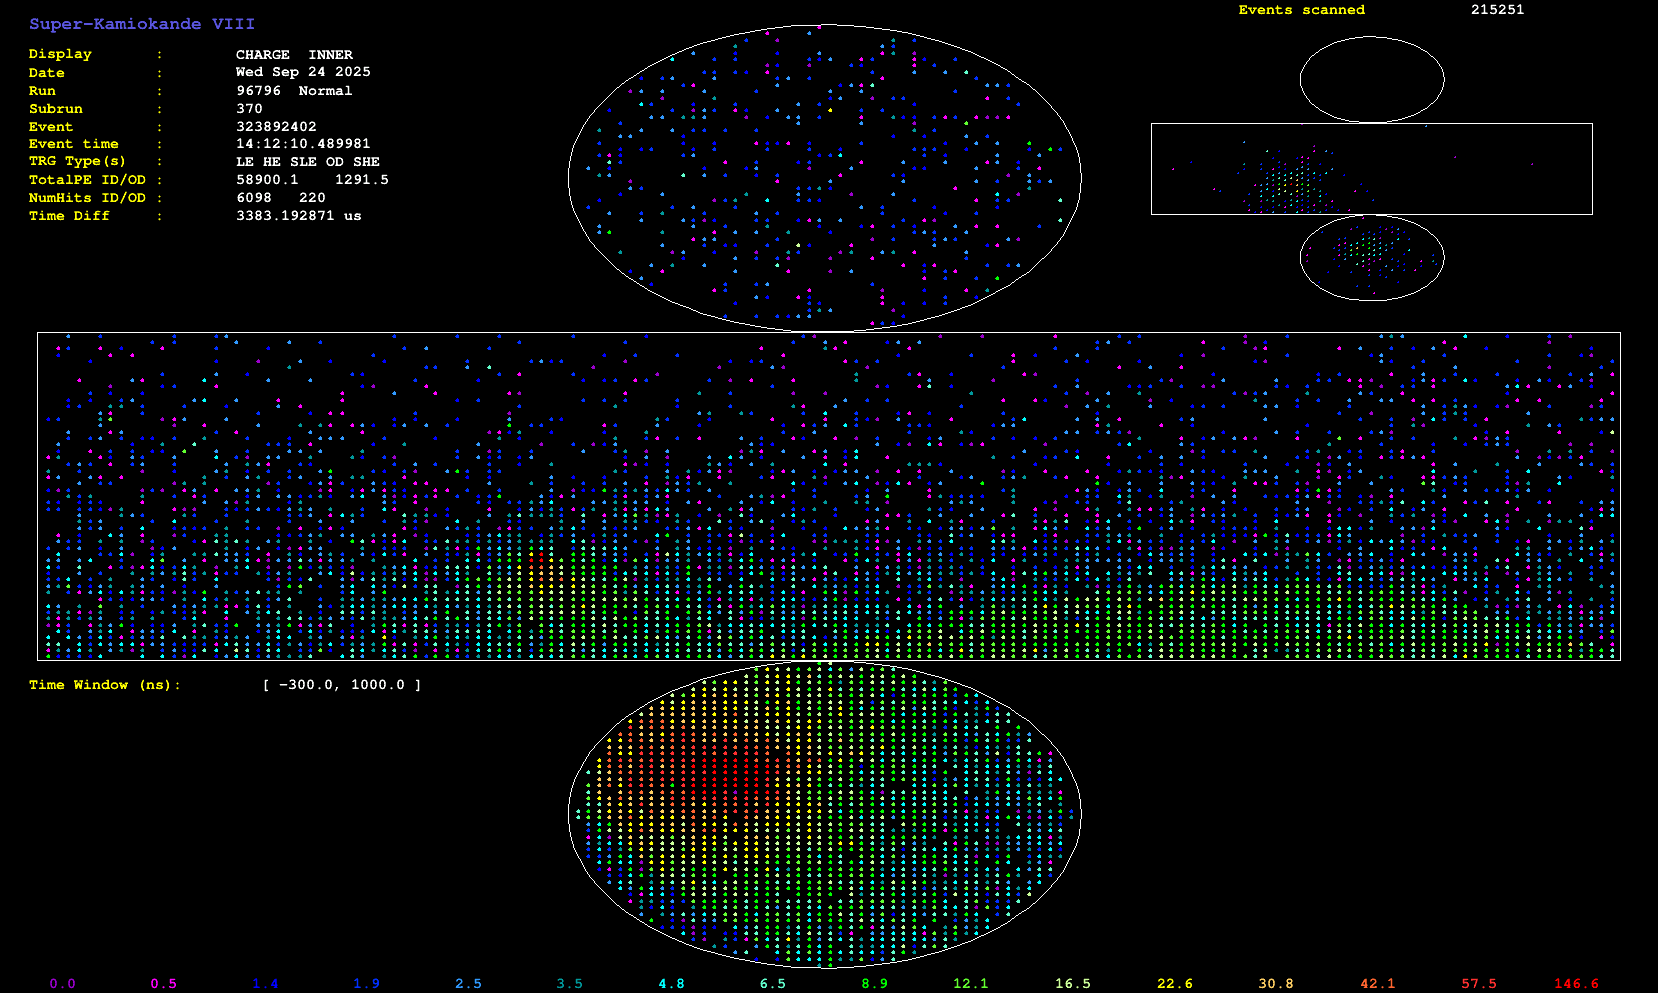 Super-Kamiokande VIII
Events scanned 215251
Display : CHARGE INNER
Date : Wed Sep 24 2025
Run : 96796 Normal
Subrun : 370
Event : 323892402
Event time : 14:12:10.489981
TRG Type(s) : LE HE SLE OD SHE
TotalPE ID/OD : 58900.1 1291.5
NumHits ID/OD : 6098 220
Time Diff : 3383.192871 us
Time Window (ns): [ -300.0, 1000.0 ]
0.0 0.5 1.4 1.9 2.5 3.5 4.8 6.5 8.9 12.1 16.5 22.6 30.8 42.1 57.5 146.6